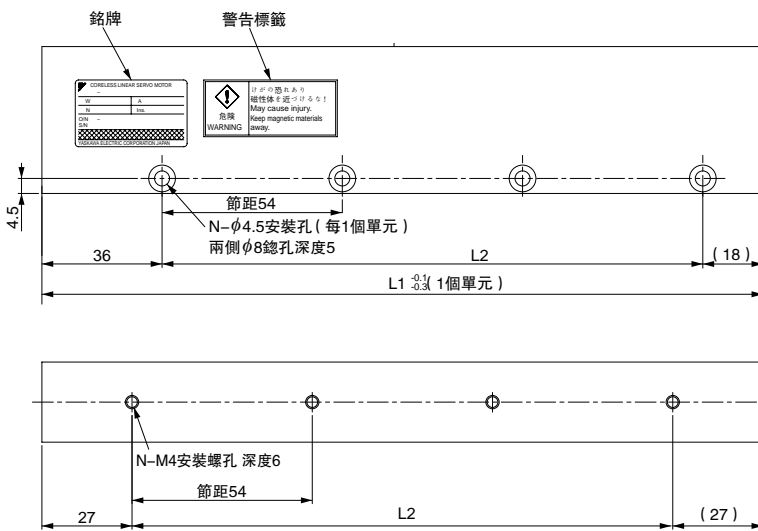 銘牌
警告標籤
CORELESS LINEAR SERVO MOTOR
–
W A
N Ins.
O/N –
S/N
YASKAWA ELECTRIC CORPORATION JAPAN
危険
WARNING
けがの恐れあり
磁性体を近づけるな!
May cause injury.
Keep magnetic materials
away.
4.5
節距54
N–ϕ4.5安裝孔(每1個單元)
兩側ϕ8鍃孔深度5
36
L2
(18)
L1 -0.1 -0.3 (1個單元)
N–M4安裝螺孔 深度6
節距54
27
L2
(27)